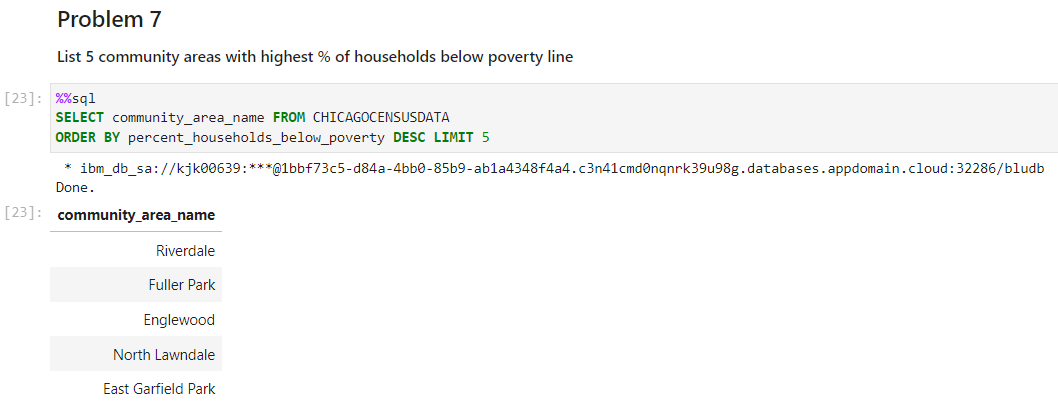 Problem 7
List 5 community areas with highest % of households below poverty line
[23]: %%sql
SELECT community_area_name FROM CHICAGOCENSUSDATA
ORDER BY percent_households_below_poverty DESC LIMIT 5
* ibm_db_sa://kjk00639:***@1bbf73c5-d84a-4bb0-85b9-ab1a4348f4a4.c3n41cmd0nqnrk39u98g.databases.appdomain.cloud:32286/bludb
Done.
[23]: community_area_name
Riverdale
Fuller Park
Englewood
North Lawndale
East Garfield Park